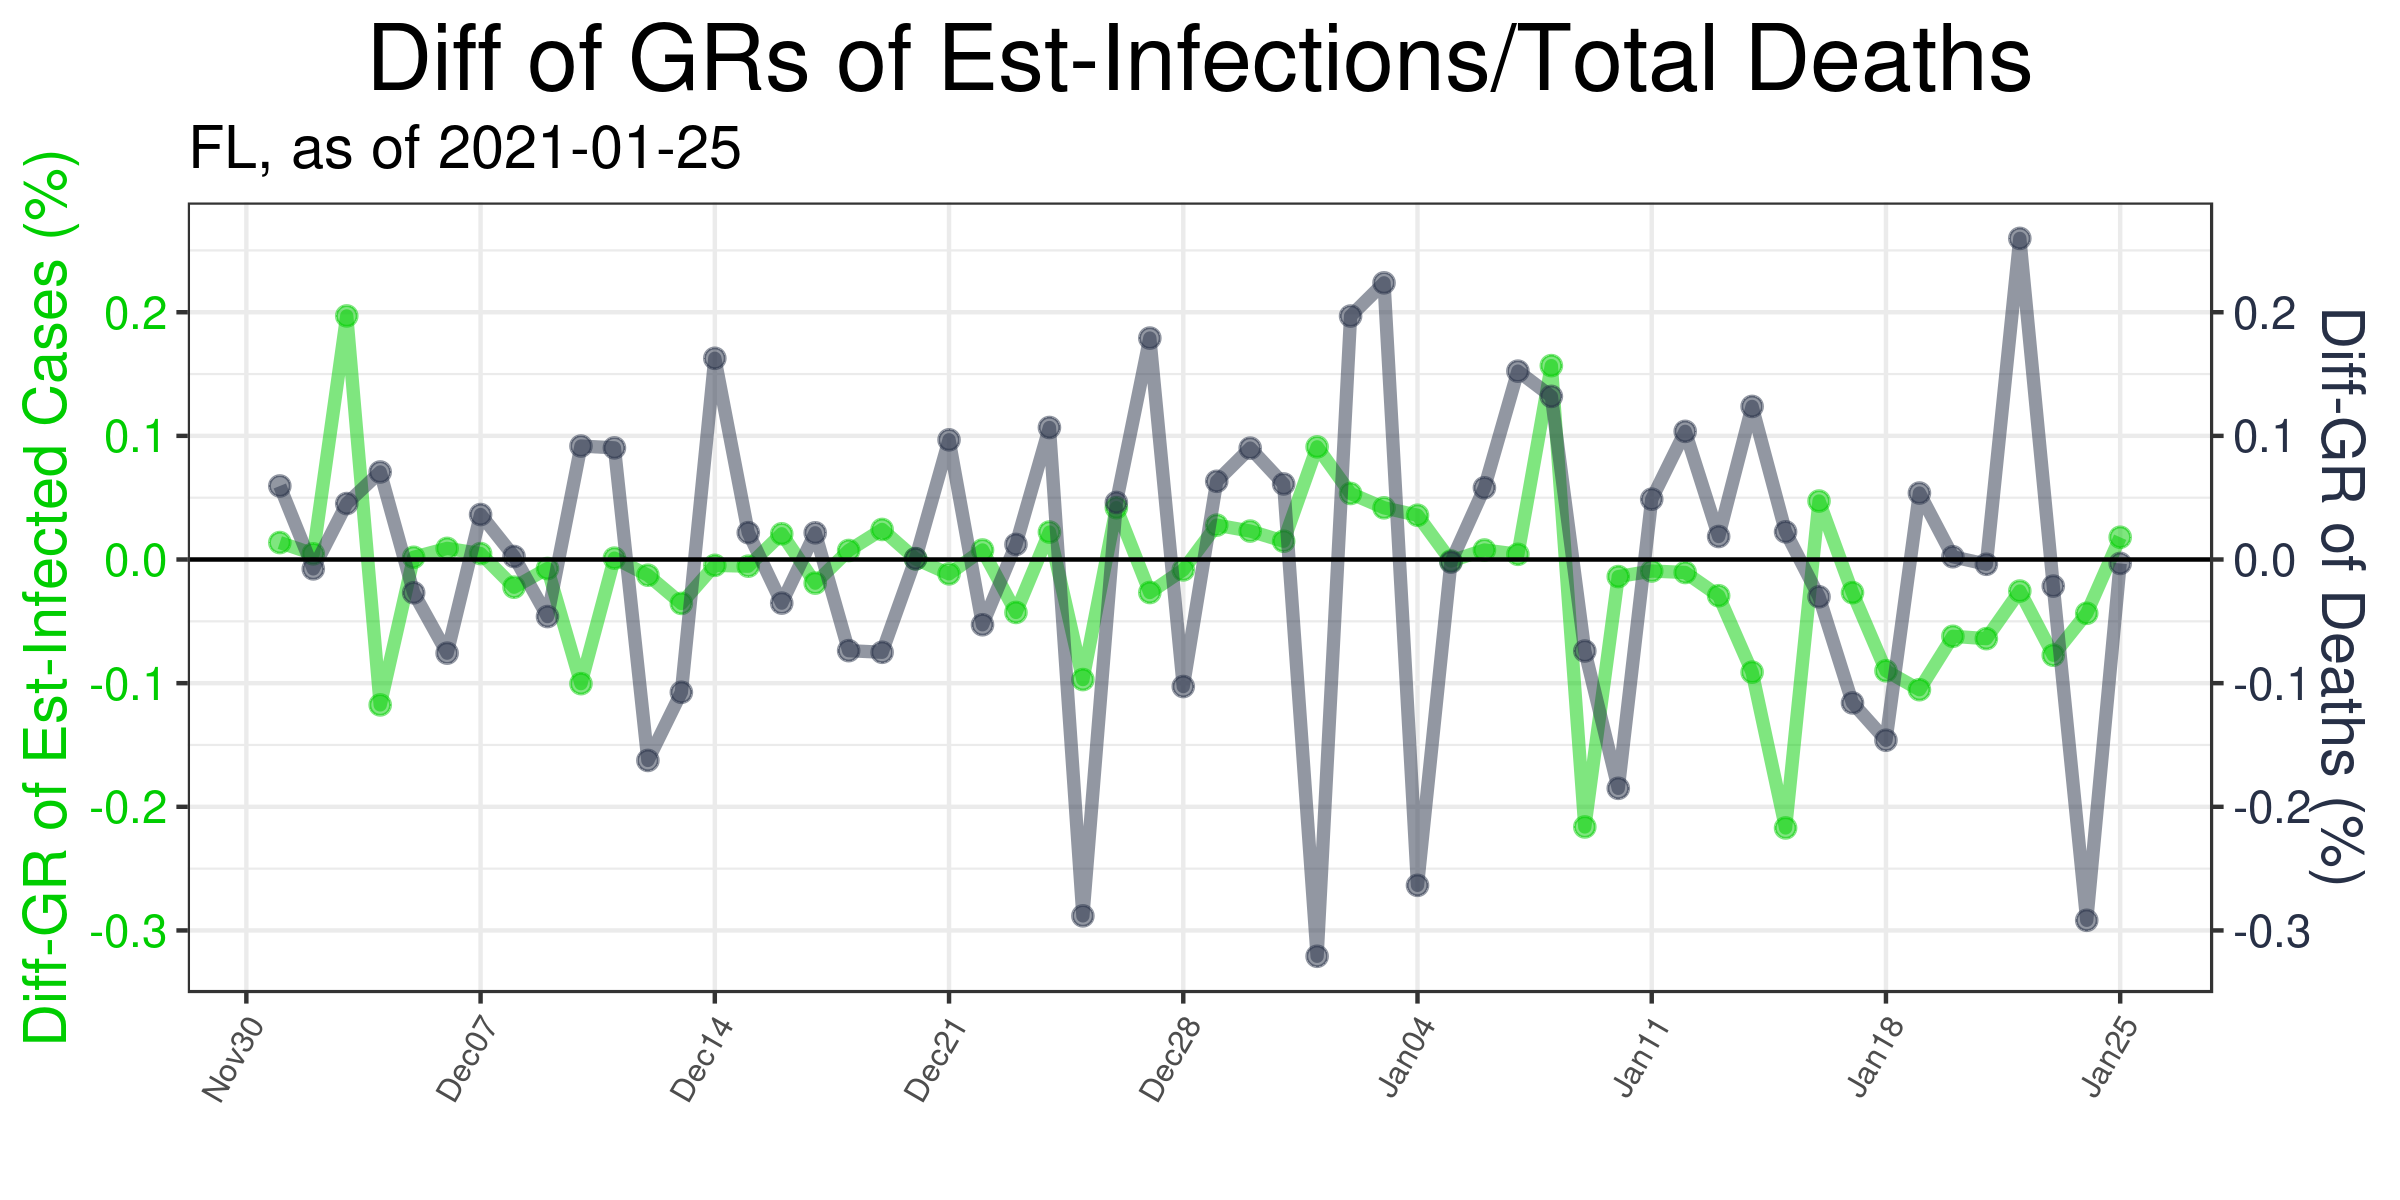 Diff of GRs of Est-Infections/Total Deaths
FL, as of 2021-01-25
Diff-GR of Est-Infected Cases (%)
0.2
0.1
0.0
-0.1
-0.2
-0.3
0.2
0.1
0.0
-0.1
-0.2
-0.3
Diff-GR of Deaths (%)
Nov30
Dec07
Dec14
Dec21
Dec28
Jan04
Jan11
Jan18
Jan25